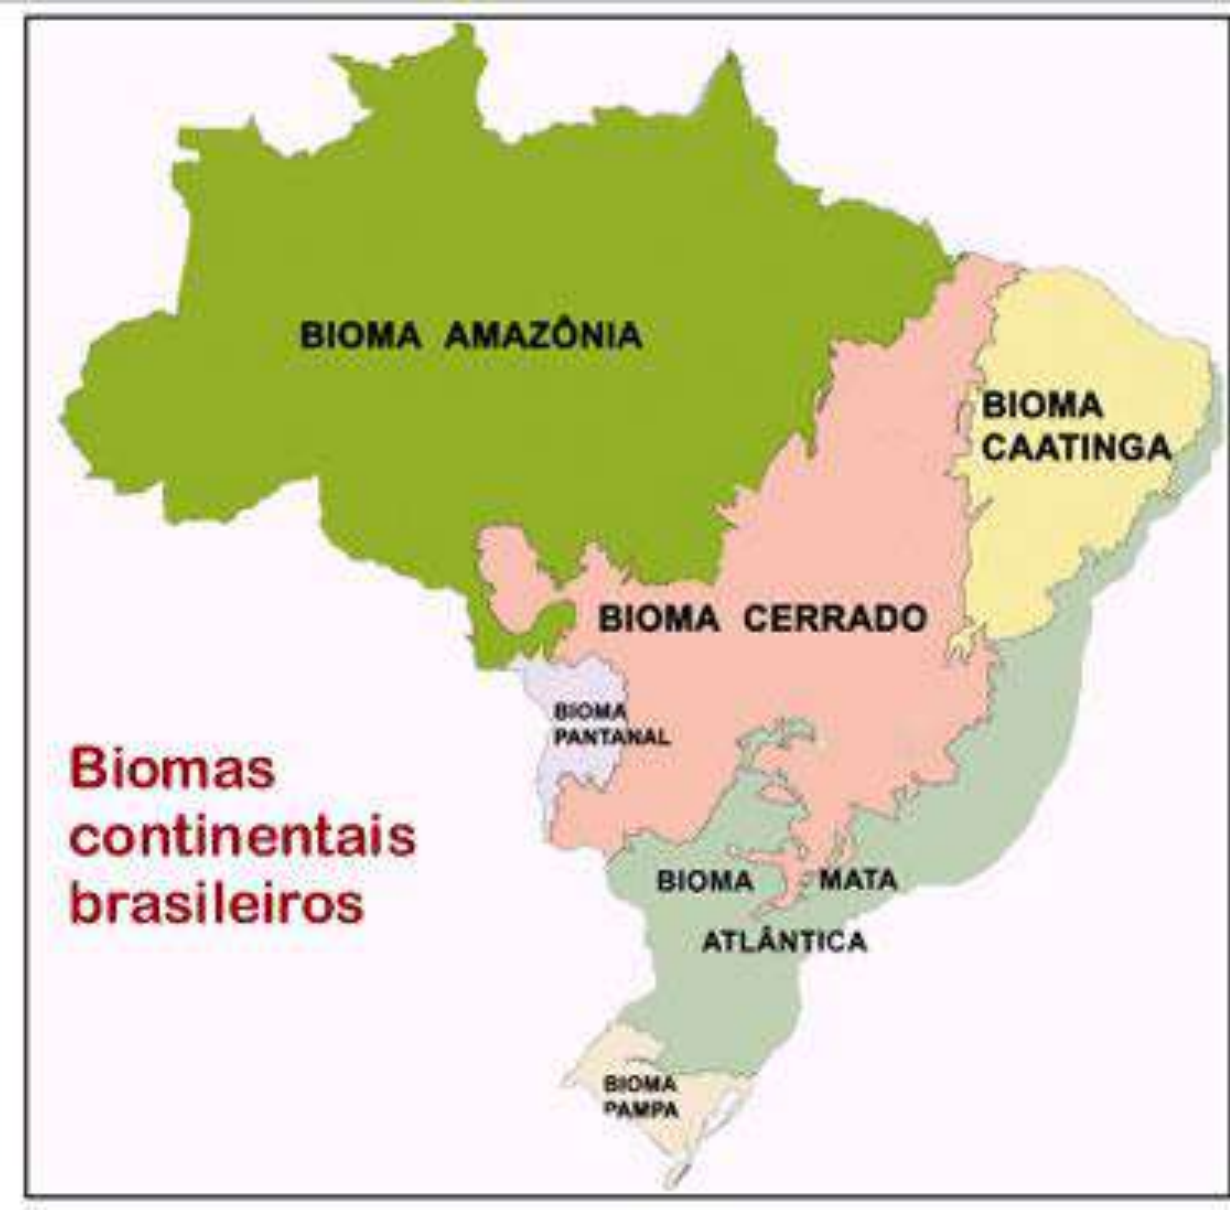 BIOMA AMAZÔNIA
BIOMA
CAATINGA
BIOMA CERRADO
BIOMA
PANTANAL
Biomas
continentais
brasileiros
BIOMA MATA
ATLÂNTICA
BIOMA
PAMPA